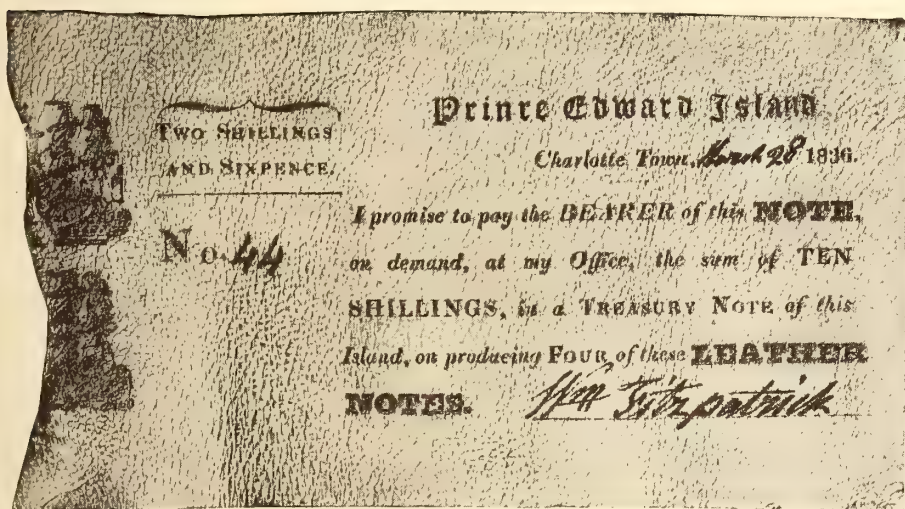 TWO SHILLINGS
AND SIXPENCE.
No. 44
Prince Edward Island
Charlotte Town, March 28 1836.
I promise to pay the BEARER of this NOTE,
on demand, at my Office, the sum of TEN
SHILLINGS, in a TREASURY NOTE of this
Island, on producing FOUR of these LEATHER
NOTES. Wm Fitzpatrick